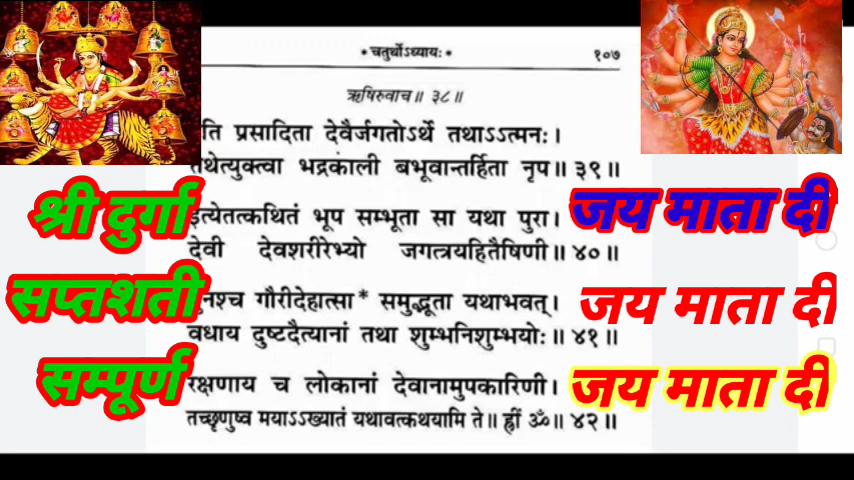 * चतुर्थोऽध्यायः *
१०७
ऋषिरुवाच॥ ३८॥
ति प्रसादिता देवैर्जगतोऽर्थे तथाऽऽत्मनः।
तथेत्युक्त्वा भद्रकाली बभूवान्तर्हिता नृप॥ ३९॥
इत्येतत्कथितं भूप सम्भूता सा यथा पुरा।
देवी देवशरीरेभ्यो जगत्त्रयहितैषिणी॥ ४०॥
पुनश्च गौरीदेहात्सा * समुद्भूता यथाभवत्।
वधाय दुष्टदैत्यानां तथा शुम्भनिशुम्भयोः॥ ४१॥
रक्षणाय च लोकानां देवानामुपकारिणी।
तच्छृणुष्व मयाऽऽख्यातं यथावत्कथयामि ते॥ ह्रीं ॐ॥ ४२॥
श्री दुर्गा
सप्तशती
सम्पूर्ण
जय माता दी
जय माता दी
जय माता दी